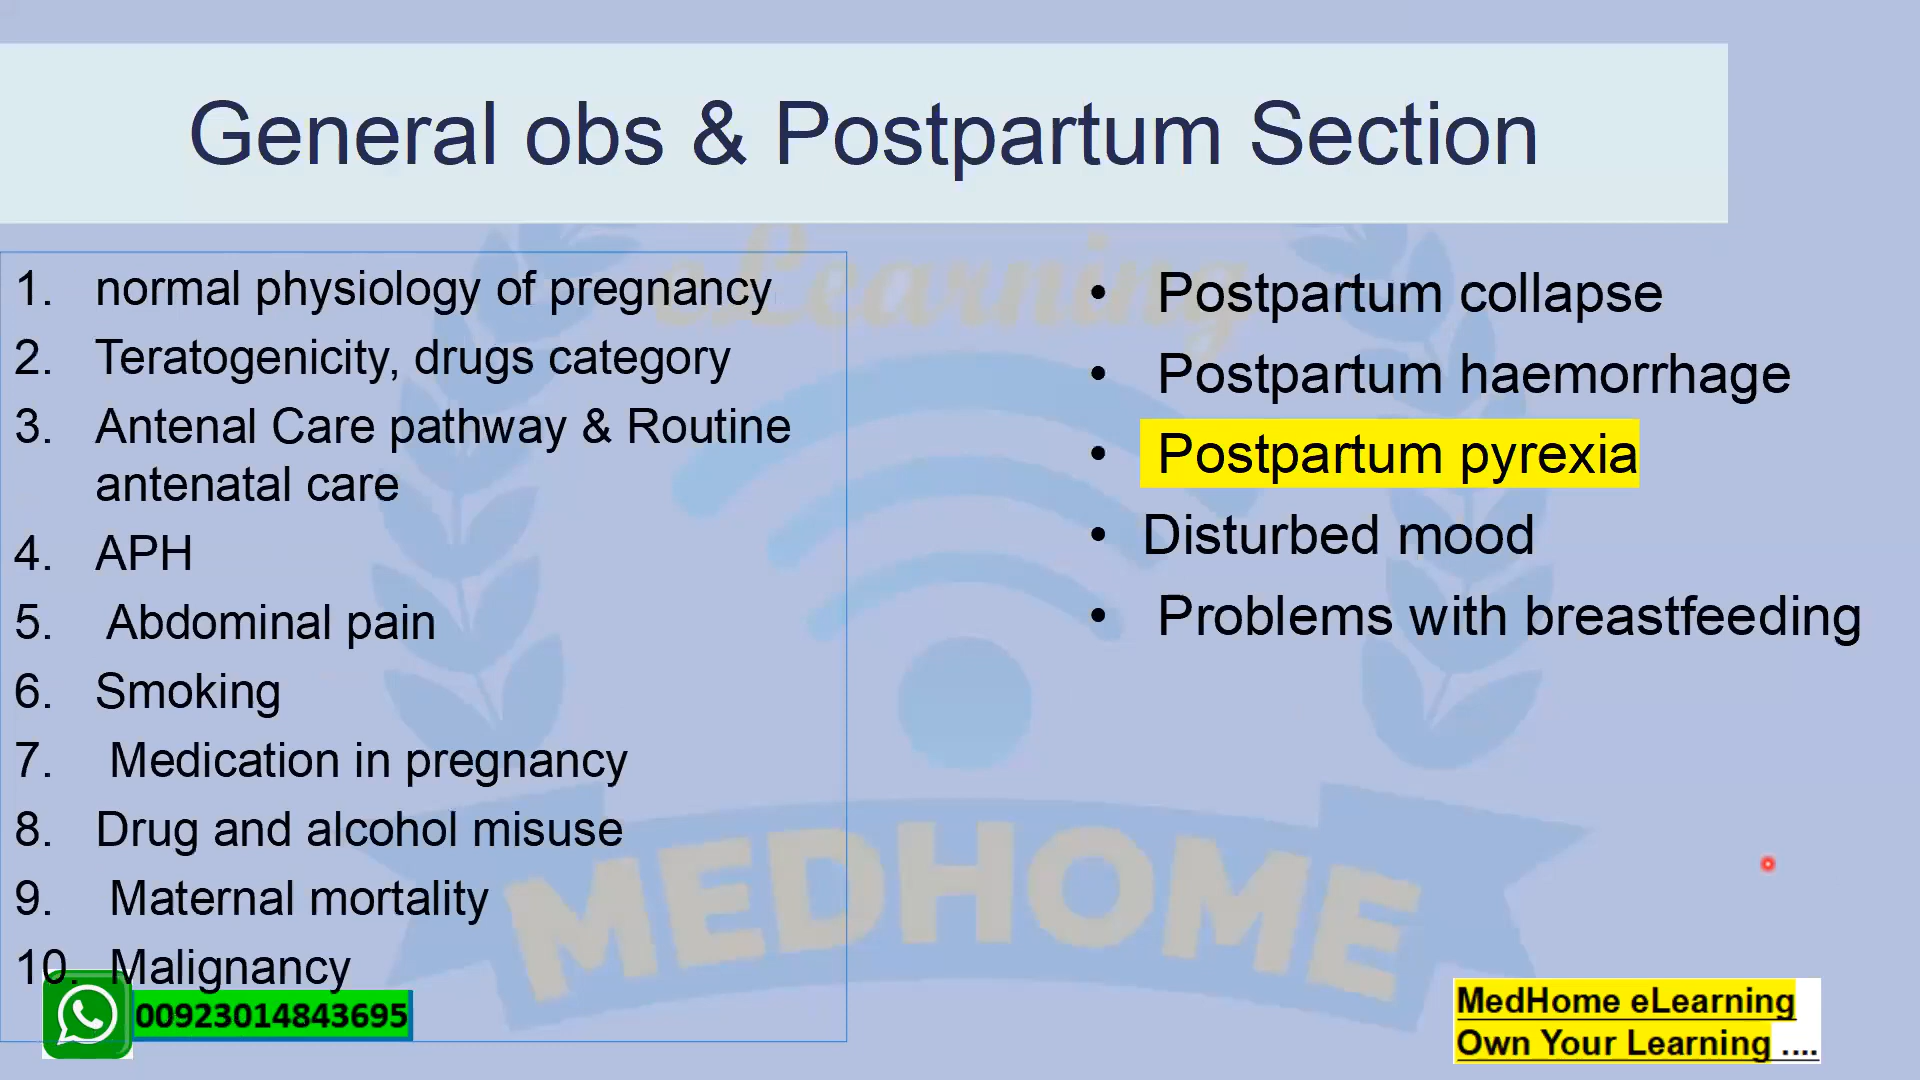 General obs & Postpartum Section
eLearning
1. normal physiology of pregnancy
2. Teratogenicity, drugs category
3. Antenal Care pathway & Routine
antenatal care
4. APH
5. Abdominal pain
6. Smoking
7. Medication in pregnancy
8. Drug and alcohol misuse
9. Maternal mortality
10. Malignancy
• Postpartum collapse
• Postpartum haemorrhage
• Postpartum pyrexia
• Disturbed mood
• Problems with breastfeeding
MEDHOME
00923014843695
MedHome eLearning
Own Your Learning ....